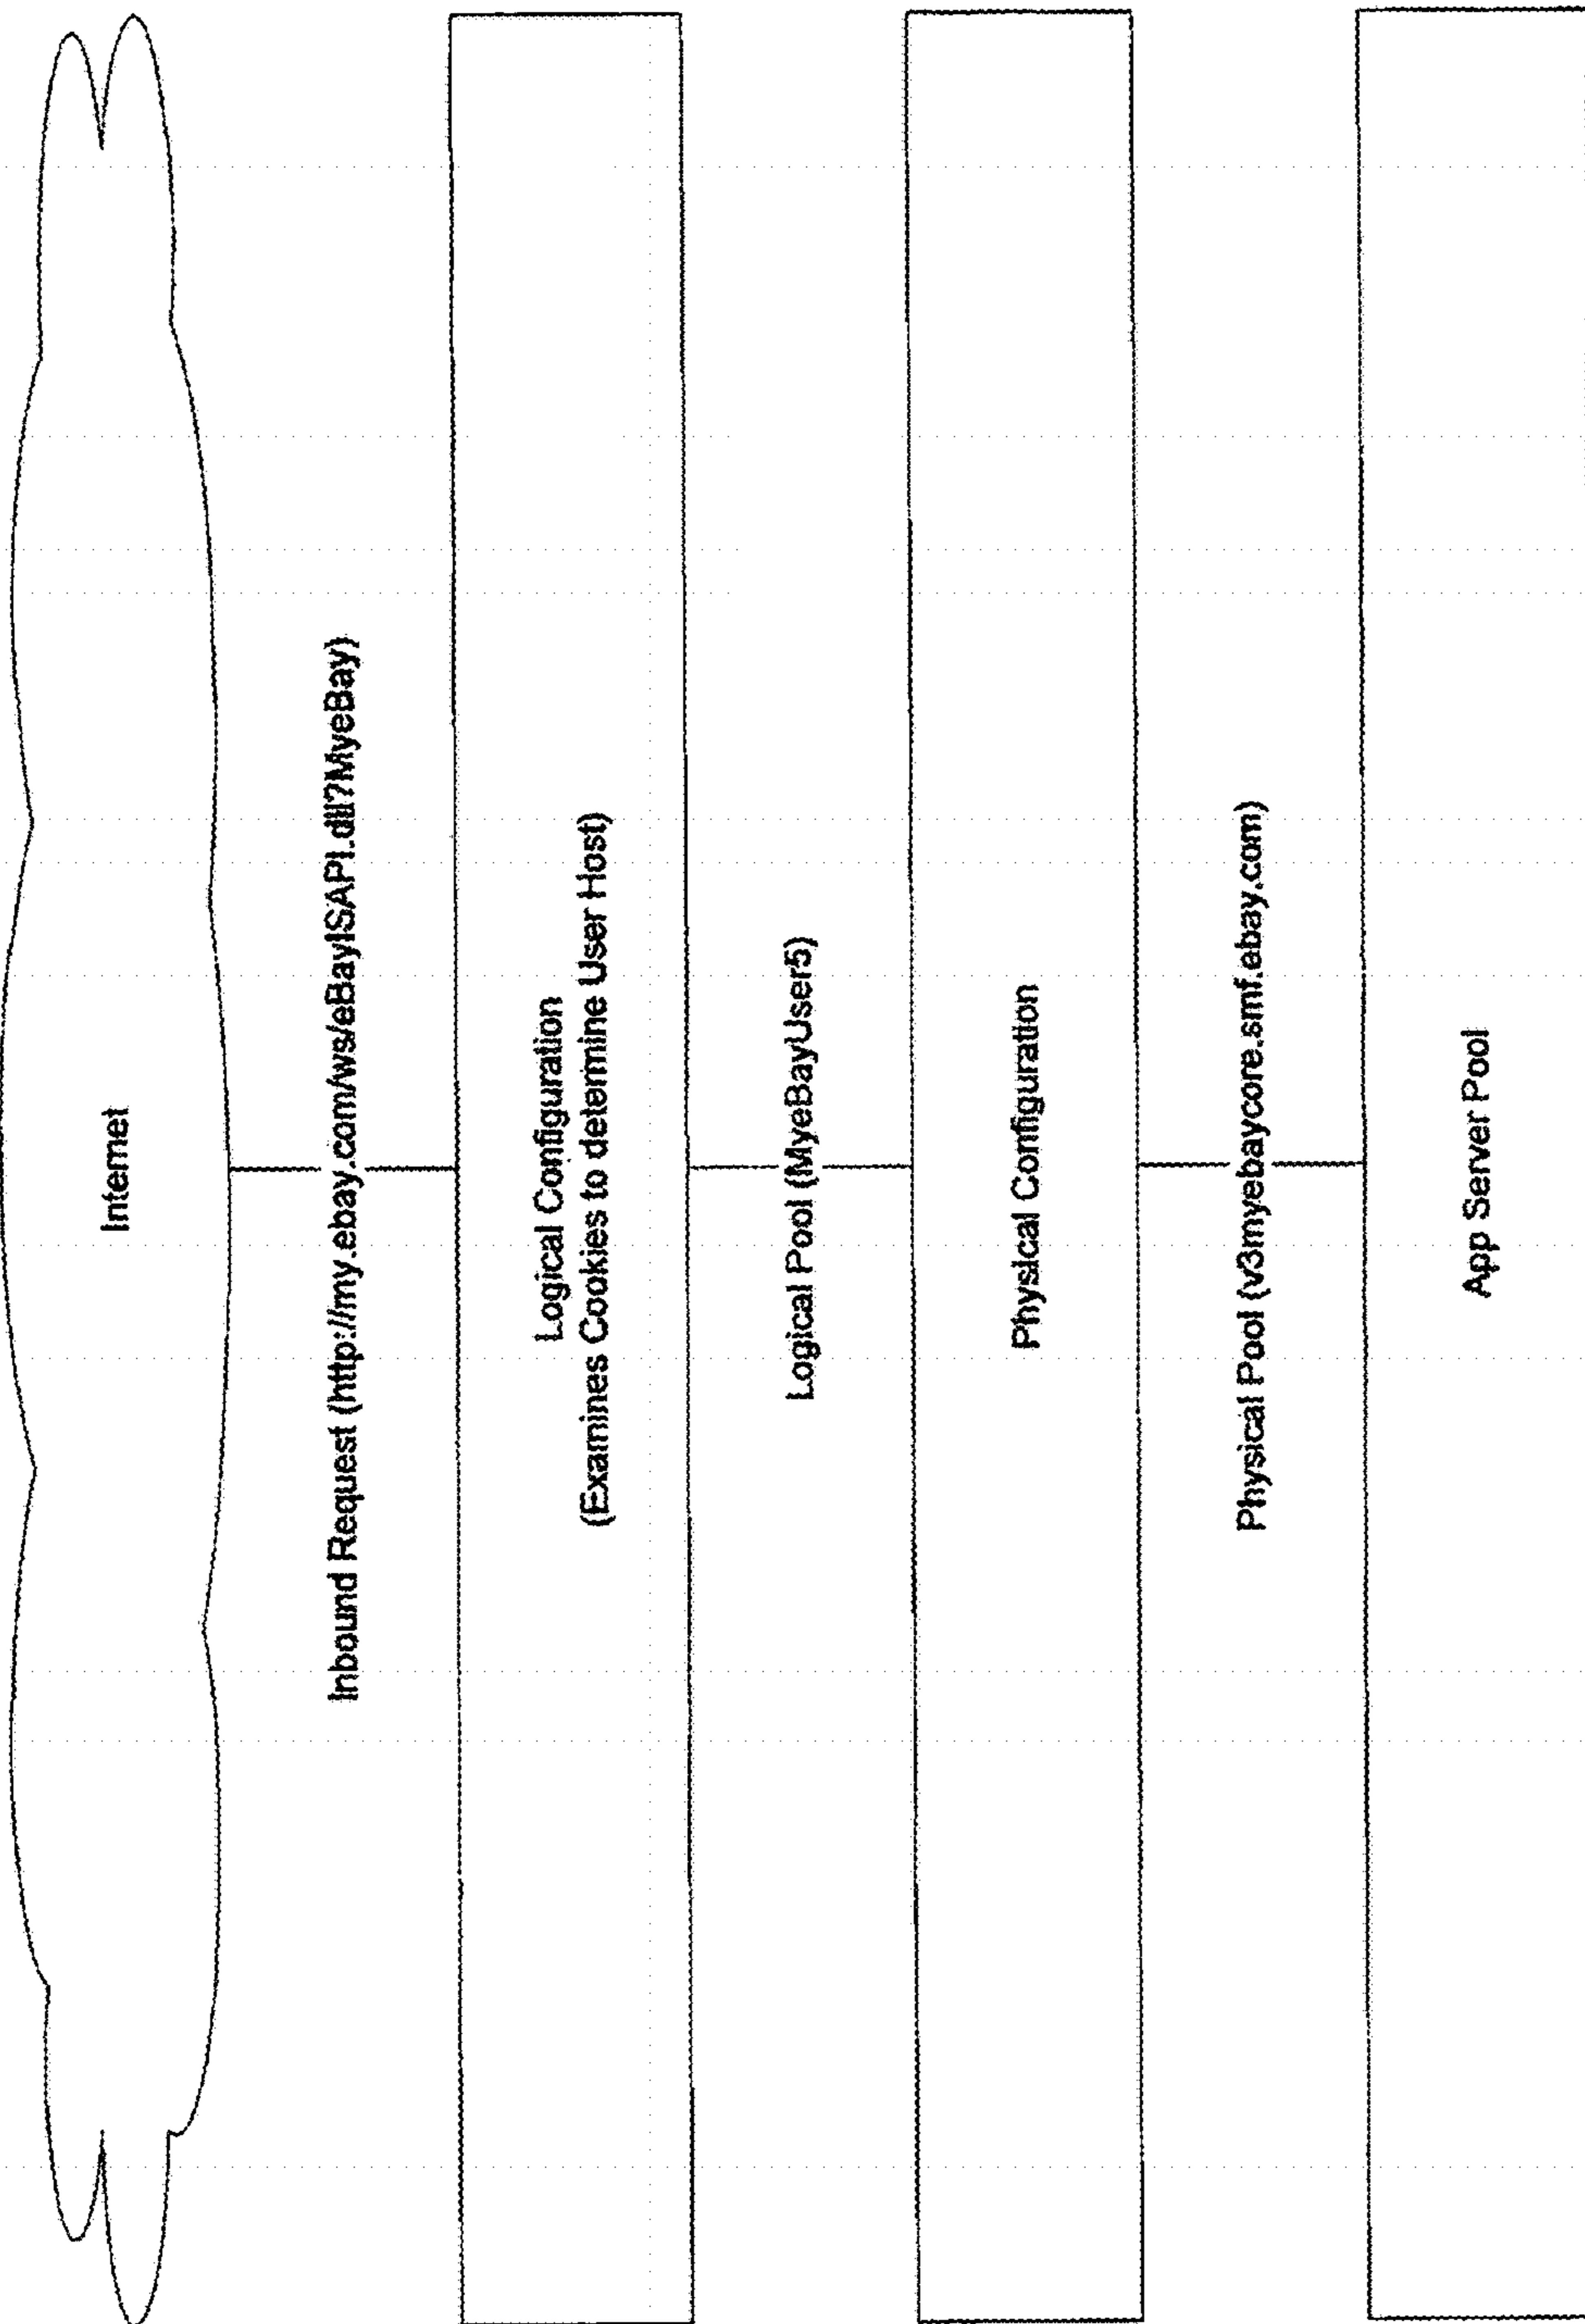 Internet
Inbound Request (http://my.ebay.com/ws/eBayISAPI.dll?MyeBay)
Logical Configuration
(Examines Cookies to determine User Host)
Logical Pool (MyeBayUser5)
Physical Configuration
Physical Pool (v3myebaycore.smf.ebay.com)
App Server Pool